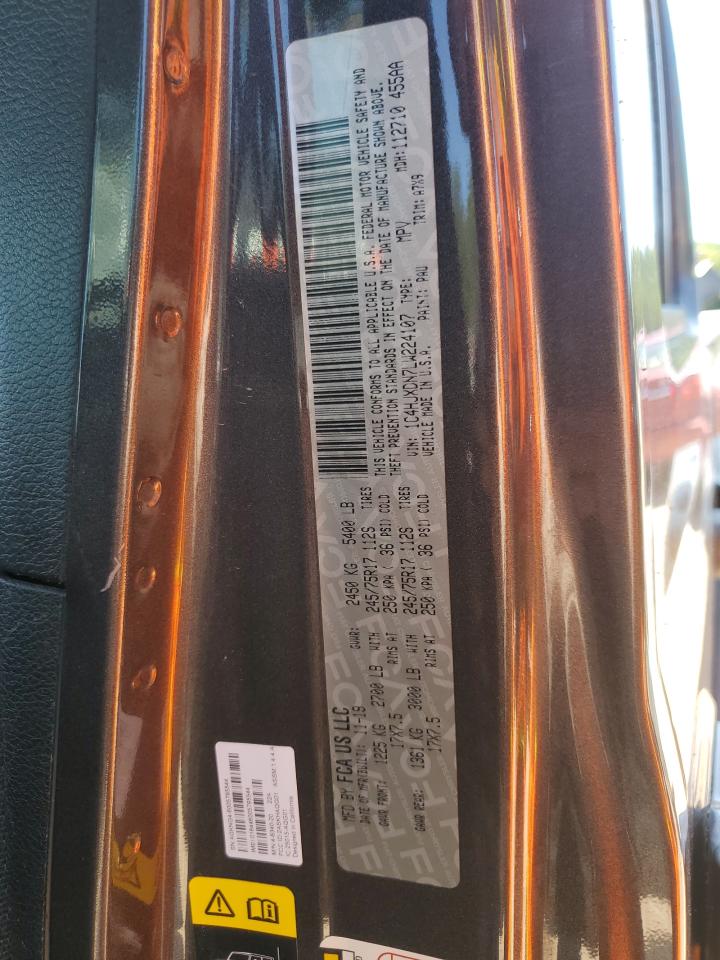 MFD BY FCA US LLC
DATE OF MFR(BUILT): 11-19 GVWR: 2450 KG 5400 LB
GAWR FRONT: 1225 KG 2700 LB WITH 245/75R17 112S TIRES
17X7.5 RIMS AT 250 KPA ( 36 PSI) COLD
GAWR REAR: 1361 KG 3000 LB WITH 245/75R17 112S TIRES
17X7.5 RIMS AT 250 KPA ( 36 PSI) COLD
THIS VEHICLE CONFORMS TO ALL APPLICABLE U.S.A. FEDERAL MOTOR VEHICLE SAFETY AND
THEFT PREVENTION STANDARDS IN EFFECT ON THE DATE OF MANUFACTURE SHOWN ABOVE.
VIN: 1C4HJXDN7LW224107 TYPE: MPV MDH:112710 455AA
VEHICLE MADE IN U.S.A. PAINT: PAU TRIM: A7X9
Designed in California